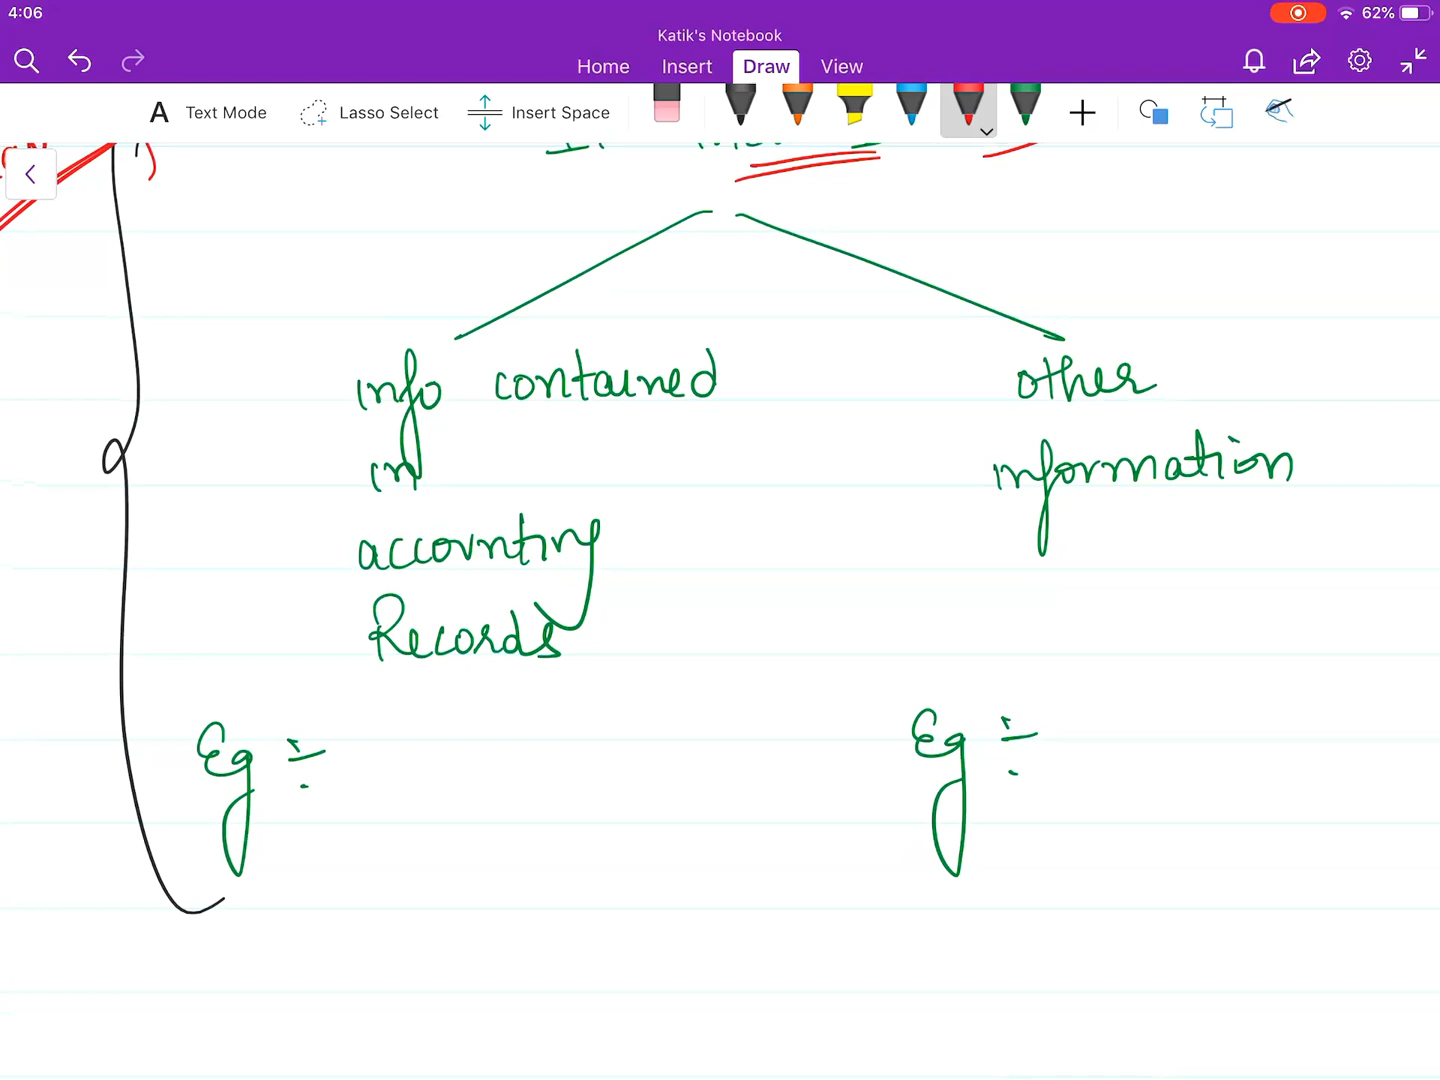 4:06
62%
Katik's Notebook
Home Insert Draw View
A Text Mode Lasso Select Insert Space
info contained
in
accounting
Records
other
information
Eg :-
Eg :-